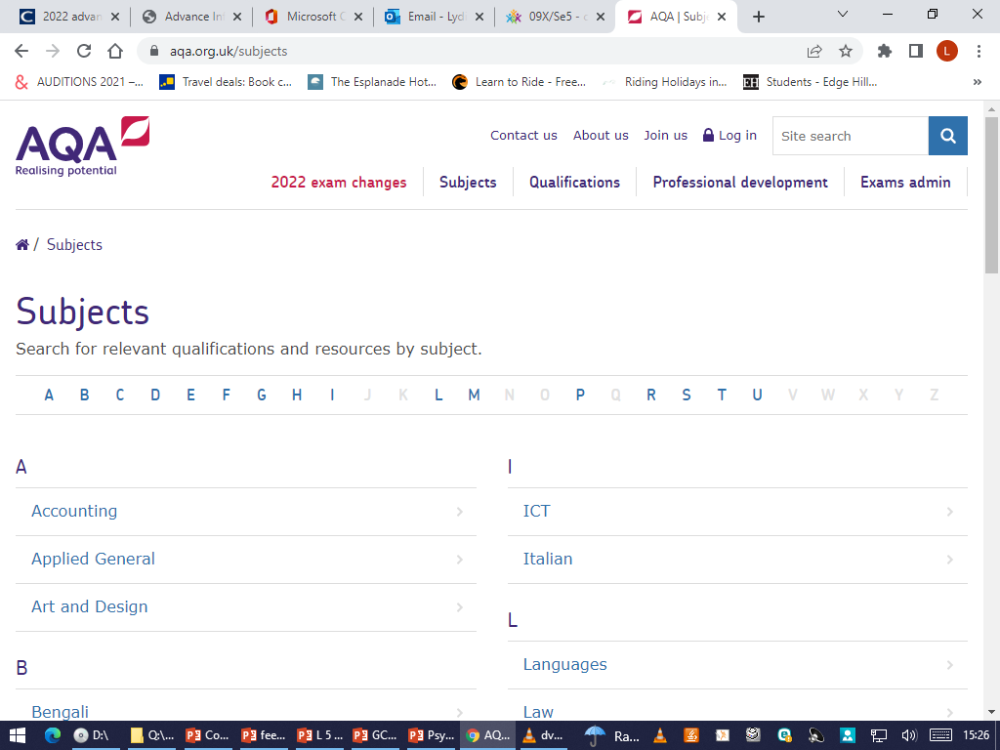 2022 advan
Advance In
Microsoft O
Email - Lyd
09X/Se5 - c
AQA | Subj
aqa.org.uk/subjects
L
AUDITIONS 2021 –...
Travel deals: Book c...
The Esplanade Hot...
Learn to Ride - Free...
Riding Holidays in...
EH Students - Edge Hill...
»
AQA
Realising potential
Contact us About us Join us Log in Site search
2022 exam changes Subjects Qualifications Professional development Exams admin
/ Subjects
Subjects
Search for relevant qualifications and resources by subject.
A B C D E F G H I J K L M N O P Q R S T U V W X Y Z
A
Accounting
Applied General
Art and Design
B
Bengali
I
ICT
Italian
L
Languages
Law
D:\
Q:\...
Co...
fee...
L 5 ...
GC...
Psy...
AQ...
dv...
Ra...
15:26